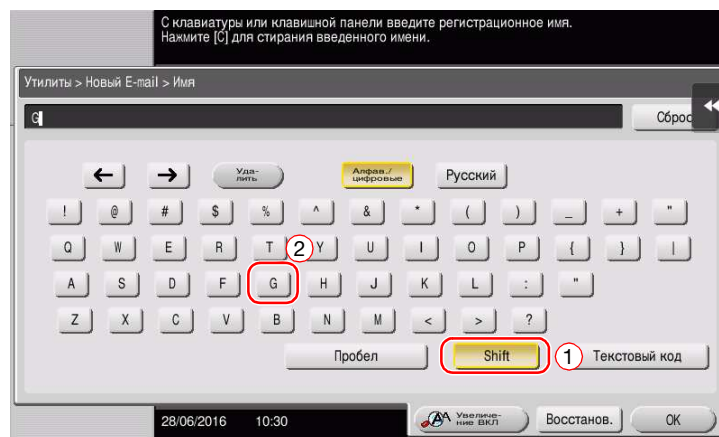 С клавиатуры или клавишной панели введите регистрационное имя.
Нажмите [C] для стирания введенного имени.
Утилиты > Новый E-mail > Имя
G
Сброс
← → Уда-
лить
Алфав./
цифровые
Русский
! @ # $ % ^ & * ( ) _ + "
Q W E R T 2 Y U I O P { } |
A S D F G H J K L : "
Z X C V B N M < > ?
Пробел Shift 1 Текстовый код
28/06/2016 10:30 AA Увеличе-
ние ВКЛ
Восстанов. OK